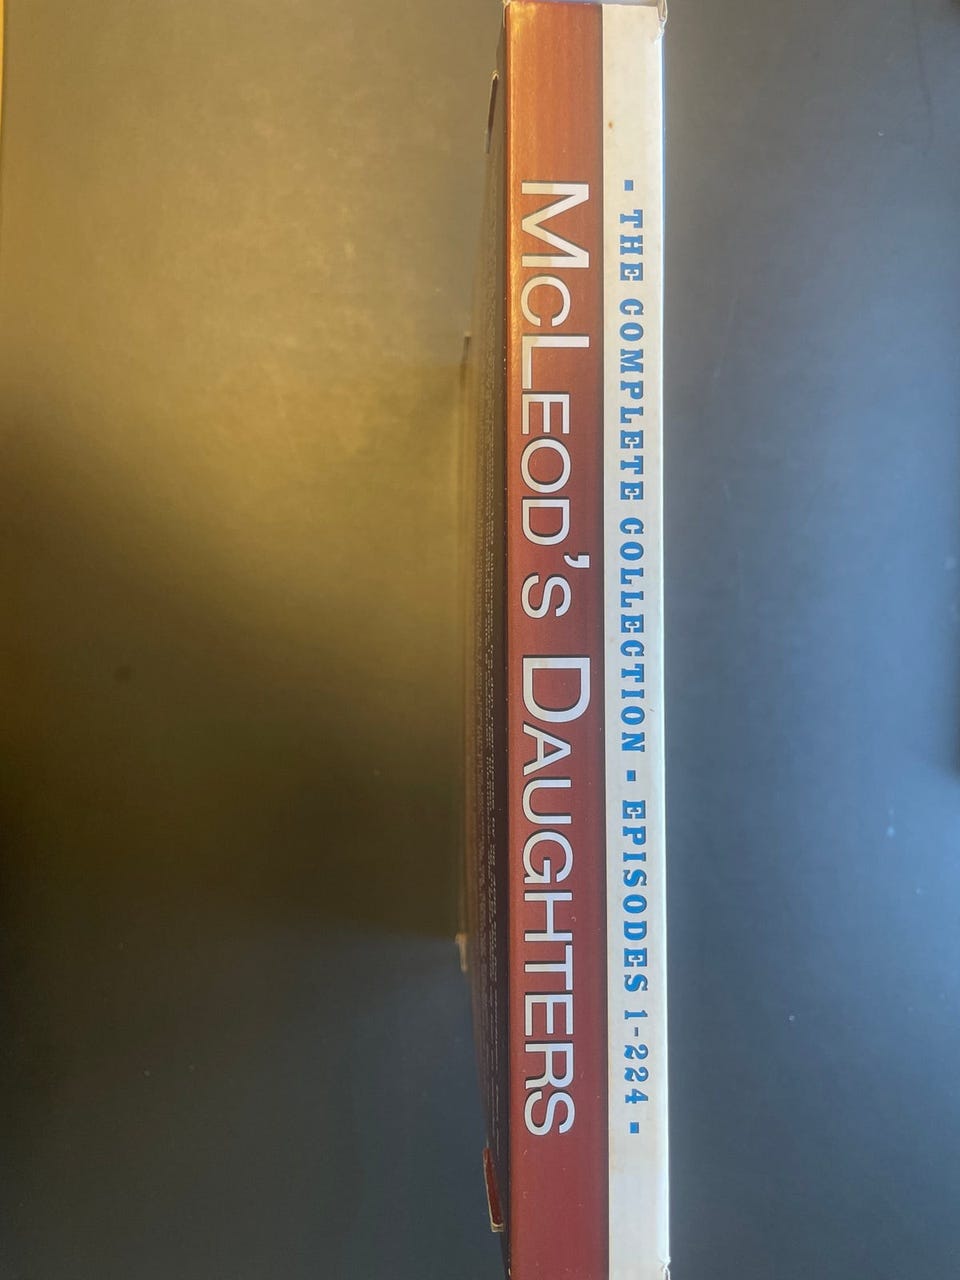 McLeod's Daughters
- THE COMPLETE COLLECTION - EPISODES 1-224 -